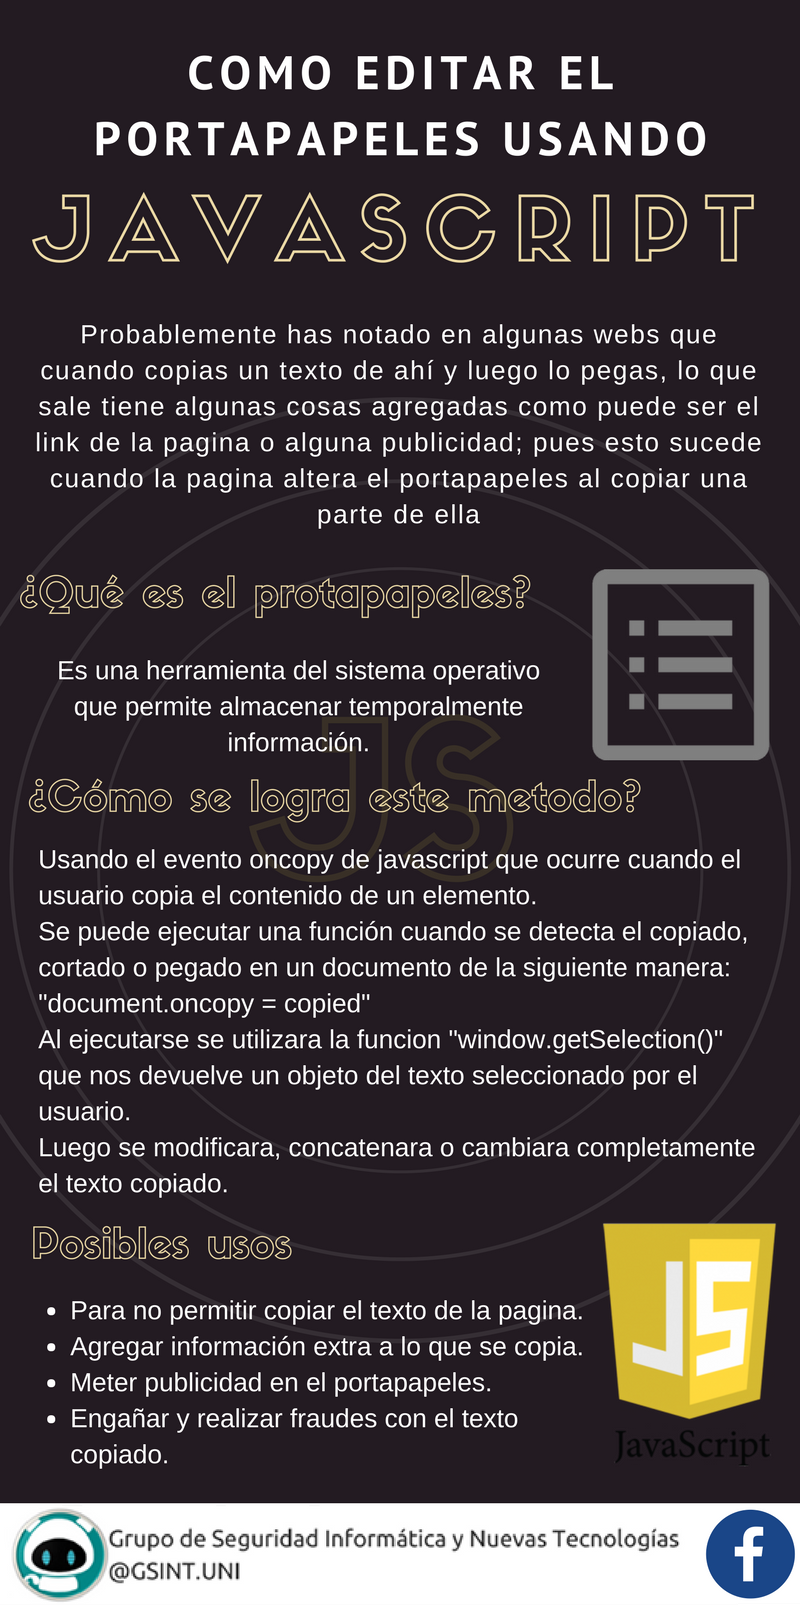 COMO EDITAR EL
PORTAPAPELES USANDO
JAVASCRIPT
Probablemente has notado en algunas webs que
cuando copias un texto de ahí y luego lo pegas, lo que
sale tiene algunas cosas agregadas como puede ser el
link de la pagina o alguna publicidad; pues esto sucede
cuando la pagina altera el portapapeles al copiar una
parte de ella
¿Qué es el protapapeles?
Es una herramienta del sistema operativo
que permite almacenar temporalmente
información.
JS
¿Cómo se logra este metodo?
Usando el evento oncopy de javascript que ocurre cuando el
usuario copia el contenido de un elemento.
Se puede ejecutar una función cuando se detecta el copiado,
cortado o pegado en un documento de la siguiente manera:
"document.oncopy = copied"
Al ejecutarse se utilizara la funcion "window.getSelection()"
que nos devuelve un objeto del texto seleccionado por el
usuario.
Luego se modificara, concatenara o cambiara completamente
el texto copiado.
Posibles usos
• Para no permitir copiar el texto de la pagina.
• Agregar información extra a lo que se copia.
• Meter publicidad en el portapapeles.
• Engañar y realizar fraudes con el texto
copiado.
JS
JavaScript
Grupo de Seguridad Informática y Nuevas Tecnologías
@GSINT.UNI
f